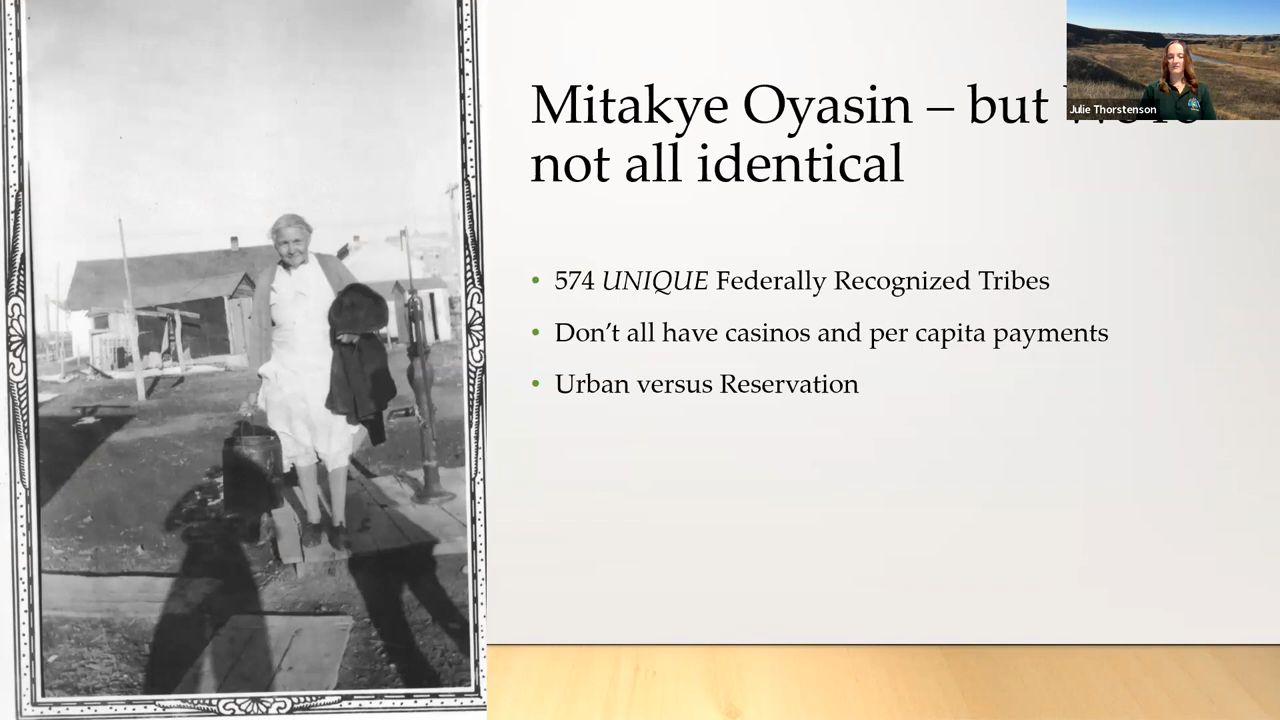 Mitakye Oyasin – but
not all identical
• 574 UNIQUE Federally Recognized Tribes
• Don’t all have casinos and per capita payments
• Urban versus Reservation
Julie Thorstenson